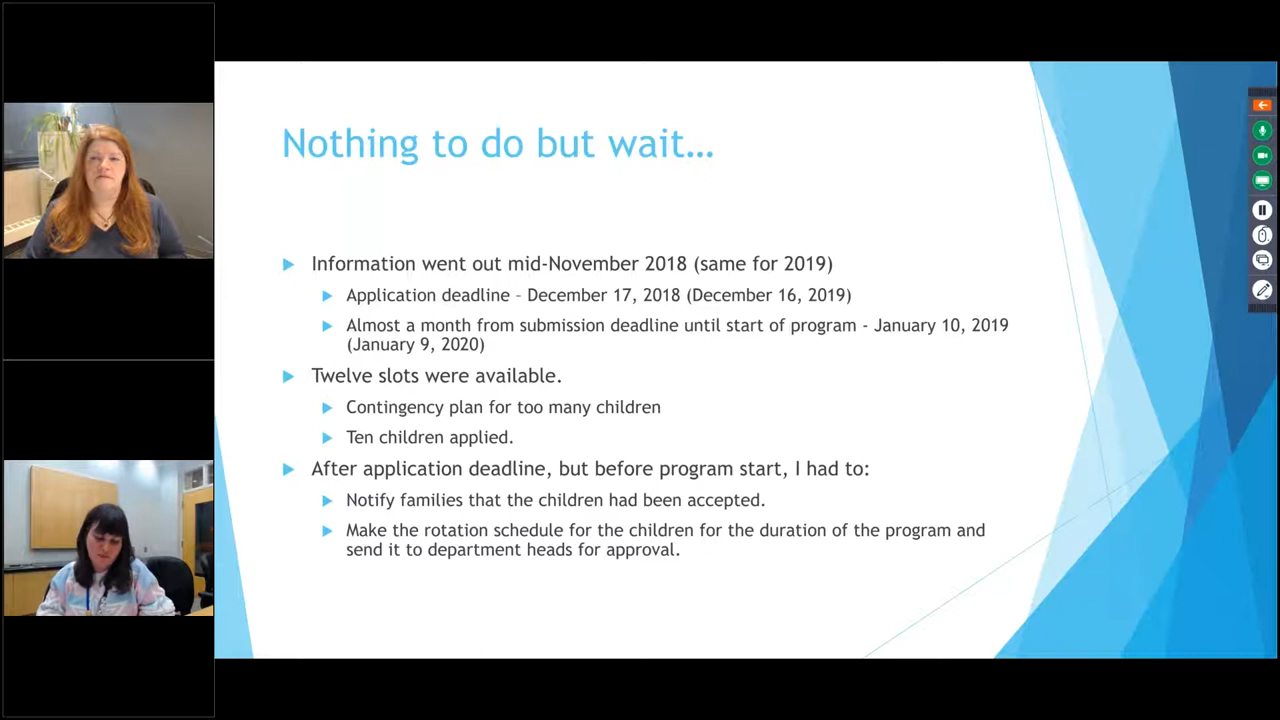 Nothing to do but wait…
Information went out mid-November 2018 (same for 2019)
Application deadline – December 17, 2018 (December 16, 2019)
Almost a month from submission deadline until start of program - January 10, 2019
(January 9, 2020)
Twelve slots were available.
Contingency plan for too many children
Ten children applied.
After application deadline, but before program start, I had to:
Notify families that the children had been accepted.
Make the rotation schedule for the children for the duration of the program and
send it to department heads for approval.